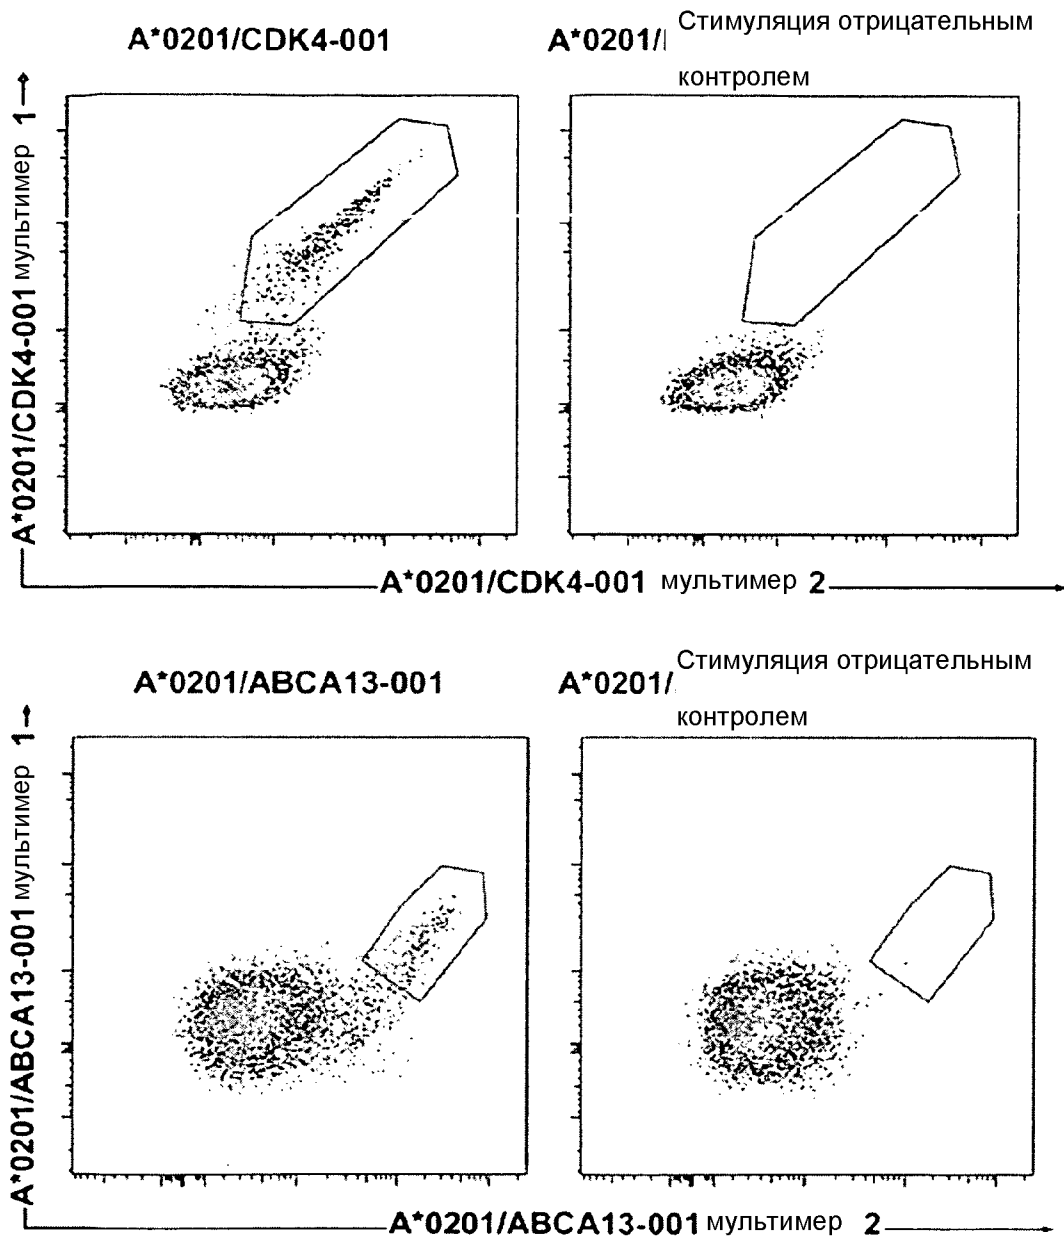 A*0201/CDK4-001
A*0201/ Стимуляция отрицательным
контролем
A*0201/CDK4-001 мультимер 1
A*0201/CDK4-001 мультимер 2
A*0201/ABCA13-001
A*0201/ Стимуляция отрицательным
контролем
A*0201/ABCA13-001 мультимер 1
A*0201/ABCA13-001 мультимер 2